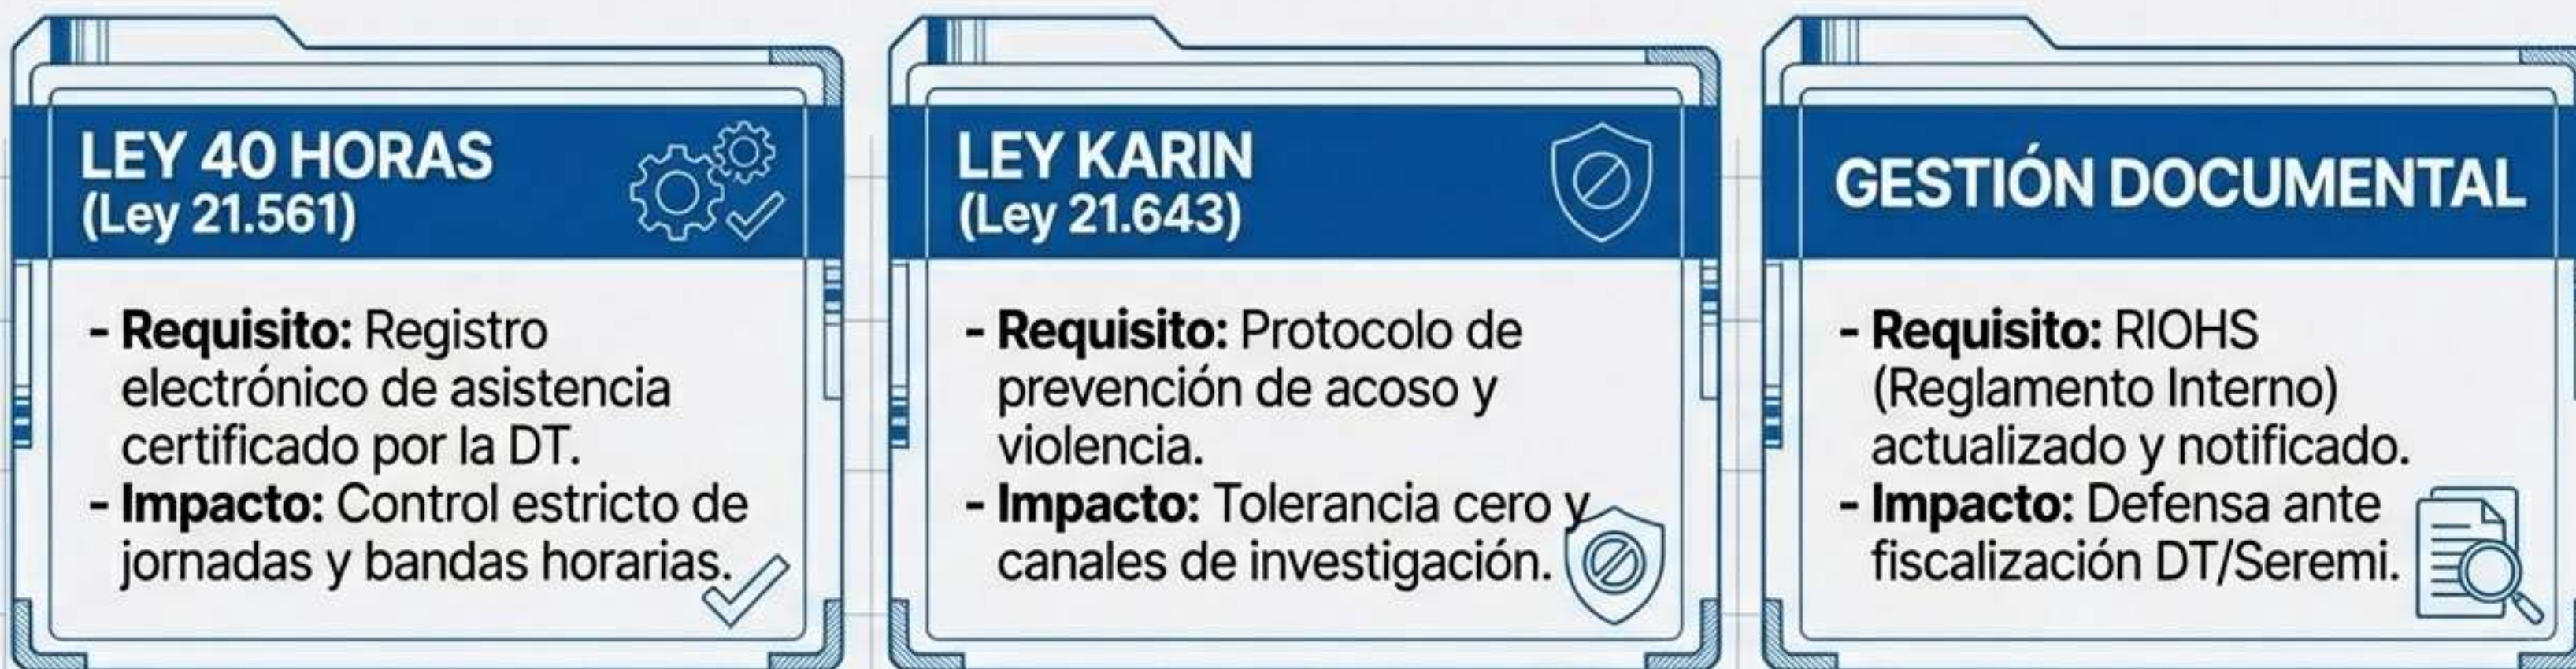 LEY 40 HORAS
(Ley 21.561)
- Requisito: Registro
electrónico de asistencia
certificado por la DT.
- Impacto: Control estricto de
jornadas y bandas horarias.
LEY KARIN
(Ley 21.643)
- Requisito: Protocolo de
prevención de acoso y
violencia.
- Impacto: Tolerancia cero y
canales de investigación.
GESTIÓN DOCUMENTAL
- Requisito: RIOHS
(Reglamento Interno)
actualizado y notificado.
- Impacto: Defensa ante
fiscalización DT/Seremi.